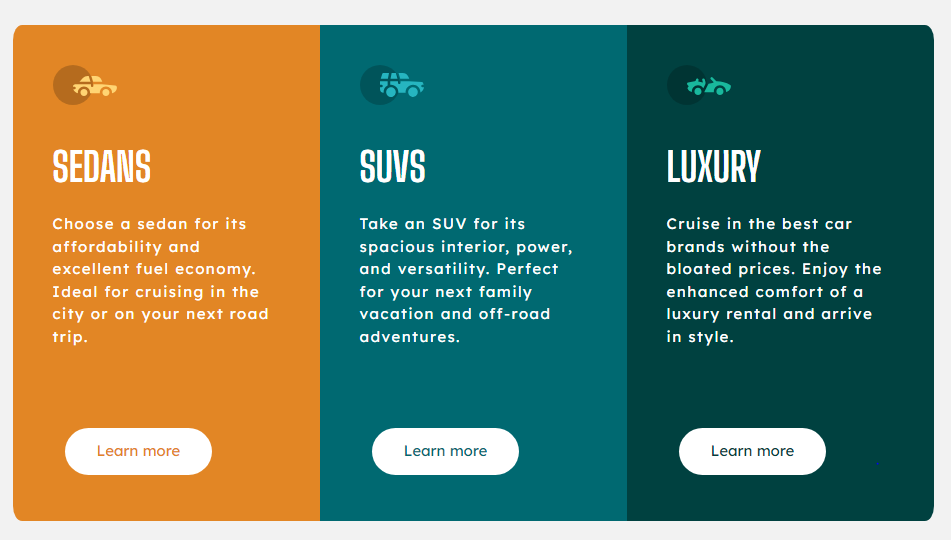 SEDANS
Choose a sedan for its
affordability and
excellent fuel economy.
Ideal for cruising in the
city or on your next road
trip.
Learn more
SUVS
Take an SUV for its
spacious interior, power,
and versatility. Perfect
for your next family
vacation and off-road
adventures.
Learn more
LUXURY
Cruise in the best car
brands without the
bloated prices. Enjoy the
enhanced comfort of a
luxury rental and arrive
in style.
Learn more